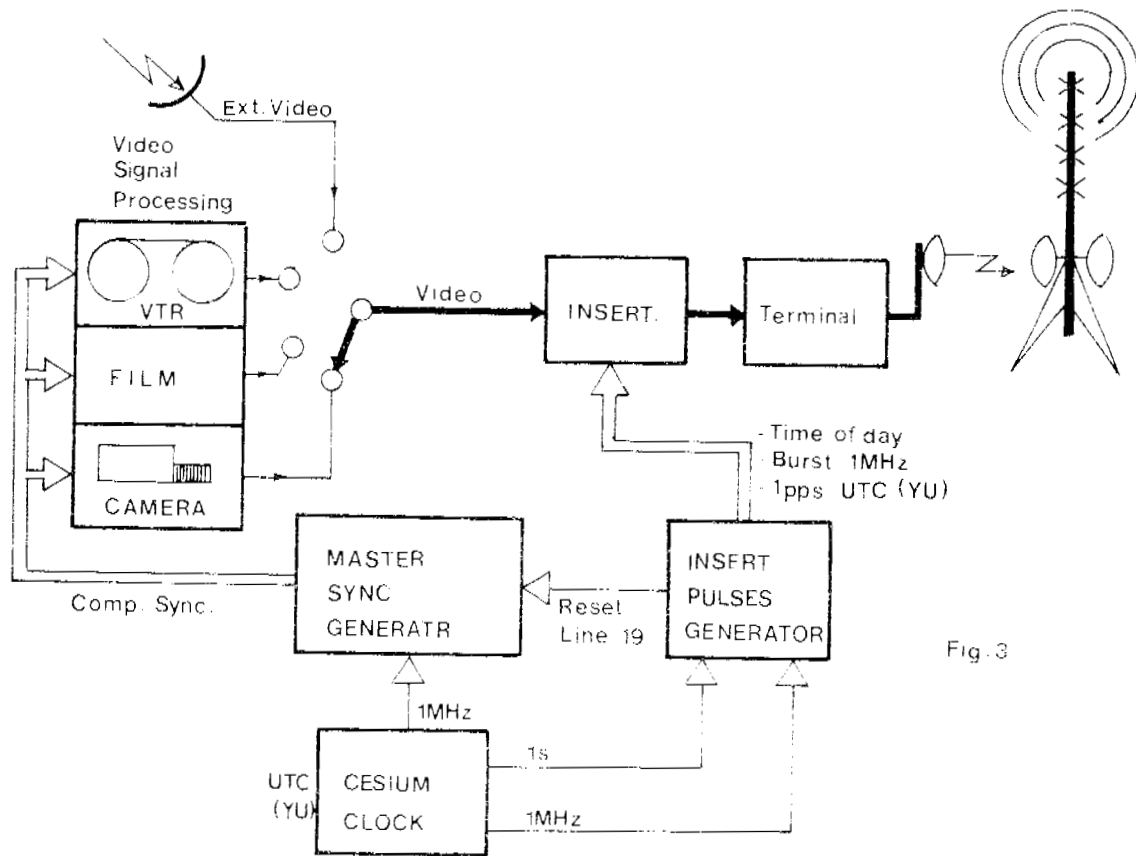 Ext. Video
Video
Signal
Processing
VTR
FILM
CAMERA
Video
INSERT.
Terminal
- Time of day
- Burst 1MHz
- 1pps UTC (YU)
MASTER
SYNC
GENERATR
INSERT
PULSES
GENERATOR
Reset
Line 19
Comp. Sync.
Fig. 3
1MHz
1s
UTC
(YU)
CESIUM
CLOCK
1MHz